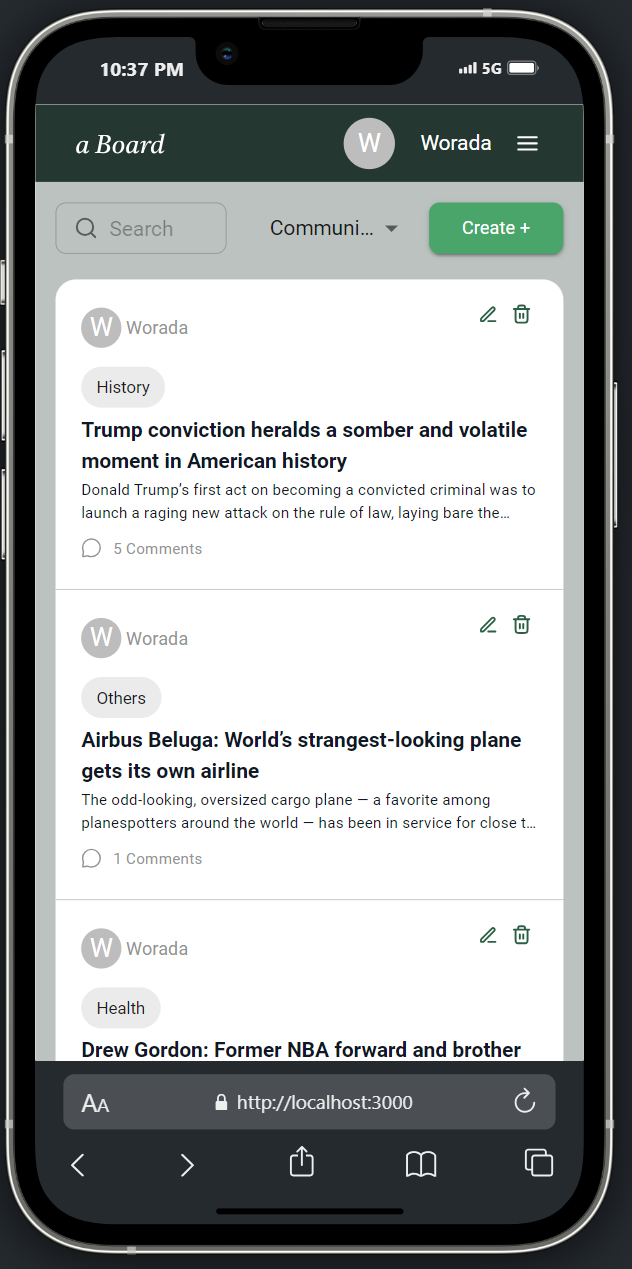 10:37 PM
5G
a Board
W
Worada
Search
Communi...
Create +
W Worada
History
Trump conviction heralds a somber and volatile
moment in American history
Donald Trump’s first act on becoming a convicted criminal was to
launch a raging new attack on the rule of law, laying bare the…
5 Comments
W Worada
Others
Airbus Beluga: World’s strangest-looking plane
gets its own airline
The odd-looking, oversized cargo plane — a favorite among
planespotters around the world — has been in service for close t…
1 Comments
W Worada
Health
Drew Gordon: Former NBA forward and brother
AA
http://localhost:3000